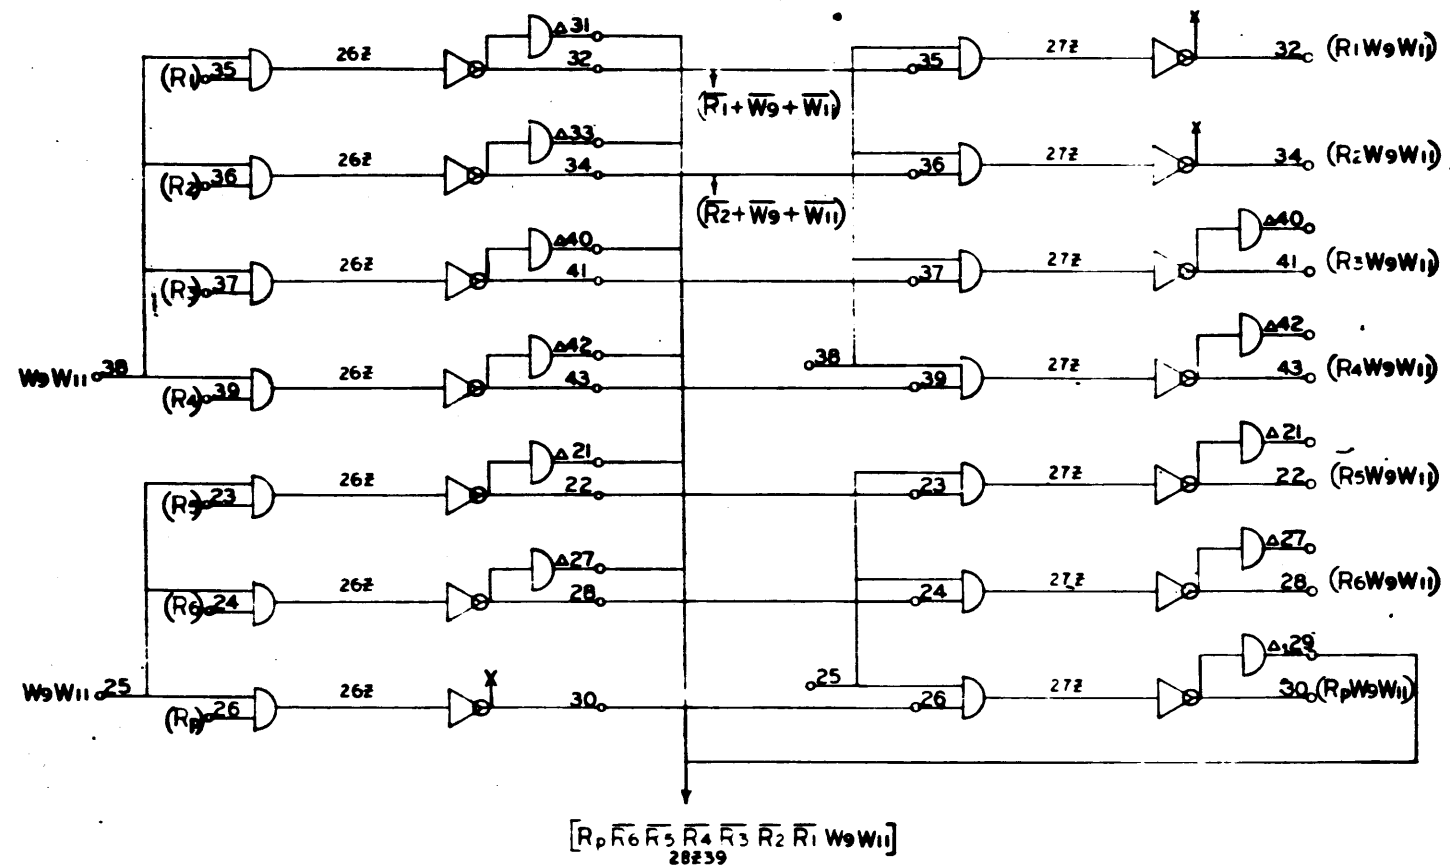 Δ31
26Z 32 27Z 32 (R1W9W11)
(R1) 35 35
(R̅1̅+W̅9̅+W̅1̅1̅)
Δ33
26Z 34 27Z 34 (R2W9W11)
(R2) 36 36
(R̅2̅+W̅9̅+W̅1̅1̅)
Δ40 Δ40
26Z 41 27Z 41 (R3W9W11)
(R3) 37 37
Δ42 Δ42
W9W11 38 26Z 43 38 27Z 43 (R4W9W11)
(R4) 39 39
Δ21 Δ21
26Z 22 27Z 22 (R5W9W11)
(R5) 23 23
Δ27 Δ27
26Z 28 27Z 28 (R6W9W11)
(R6) 24 24
Δ29
W9W11 25 26Z 30 25 27Z 30 (RpW9W11)
(Rp) 26 26
[Rp R̅6̅ R̅5̅ R̅4̅ R̅3̅ R̅2̅ R̅1̅ W9W11]
28Z39